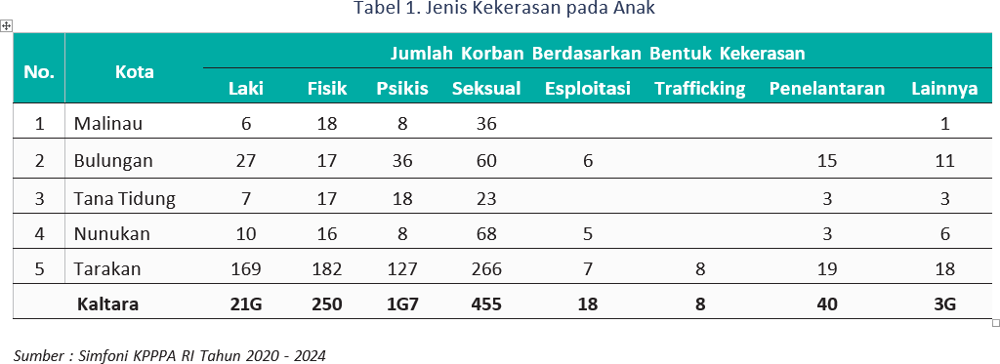 Tabel 1. Jenis Kekerasan pada Anak
No. Kota Jumlah Korban Berdasarkan Bentuk Kekerasan
Laki Fisik Psikis Seksual Esploitasi Trafficking Penelantaran Lainnya
1 Malinau 6 18 8 36 1
2 Bulungan 27 17 36 60 6 15 11
3 Tana Tidung 7 17 18 23 3 3
4 Nunukan 10 16 8 68 5 3 6
5 Tarakan 169 182 127 266 7 8 19 18
Kaltara 21G 250 1G7 455 18 8 40 3G
Sumber : Simfoni KPPPA RI Tahun 2020 - 2024